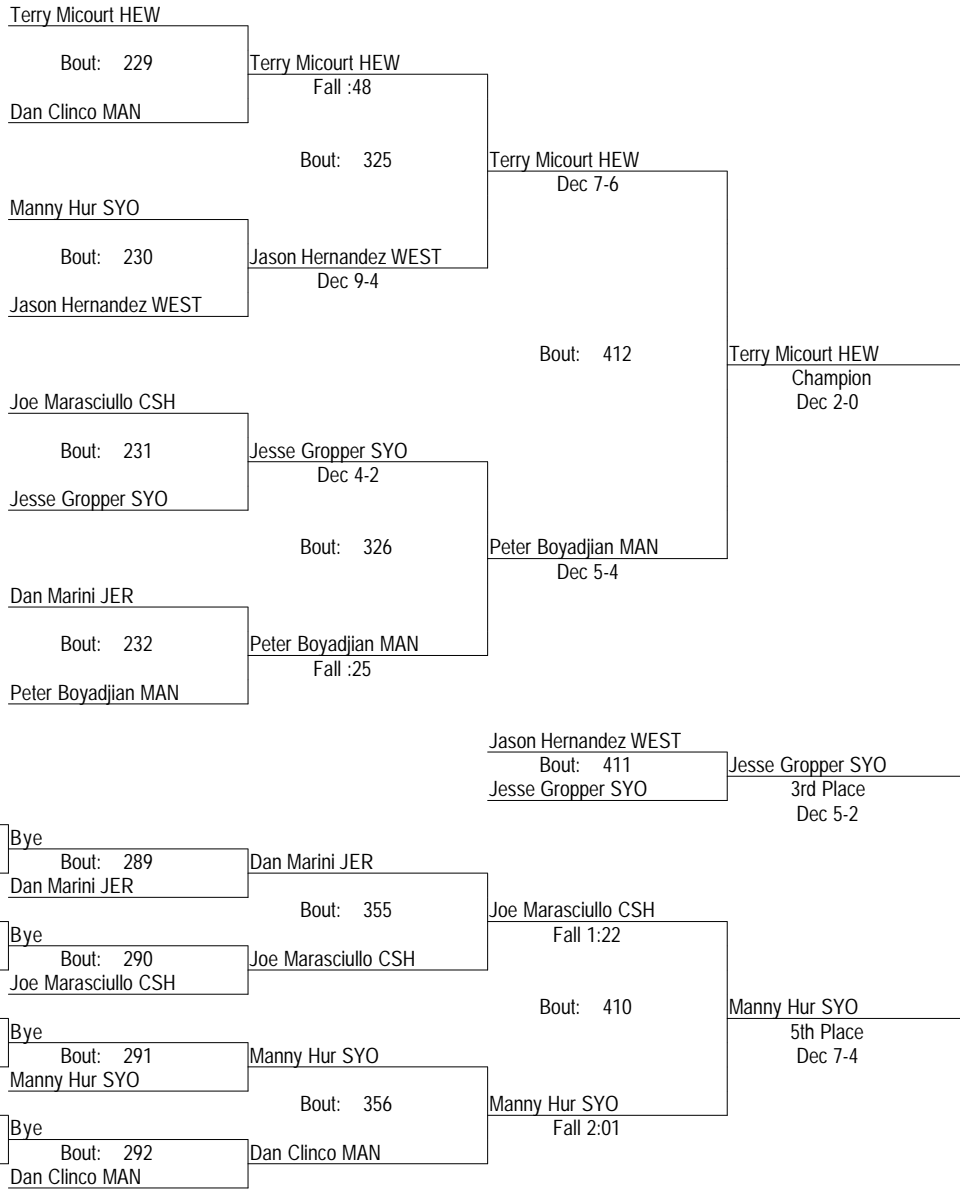 Terry Micourt HEW
Bout: 229
Terry Micourt HEW
Fall :48
Dan Clinco MAN
Bout: 325
Terry Micourt HEW
Dec 7-6
Manny Hur SYO
Bout: 230
Jason Hernandez WEST
Dec 9-4
Jason Hernandez WEST
Bout: 412
Terry Micourt HEW
Champion
Dec 2-0
Joe Marasciullo CSH
Bout: 231
Jesse Gropper SYO
Dec 4-2
Jesse Gropper SYO
Bout: 326
Peter Boyadjian MAN
Dec 5-4
Dan Marini JER
Bout: 232
Peter Boyadjian MAN
Fall :25
Peter Boyadjian MAN
Jason Hernandez WEST
Bout: 411
Jesse Gropper SYO
Jesse Gropper SYO
3rd Place
Dec 5-2
Bye
Bout: 289
Dan Marini JER
Dan Marini JER
Bout: 355
Joe Marasciullo CSH
Fall 1:22
Bye
Bout: 290
Joe Marasciullo CSH
Joe Marasciullo CSH
Bout: 410
Manny Hur SYO
5th Place
Dec 7-4
Bye
Bout: 291
Manny Hur SYO
Manny Hur SYO
Bout: 356
Manny Hur SYO
Fall 2:01
Bye
Bout: 292
Dan Clinco MAN
Dan Clinco MAN